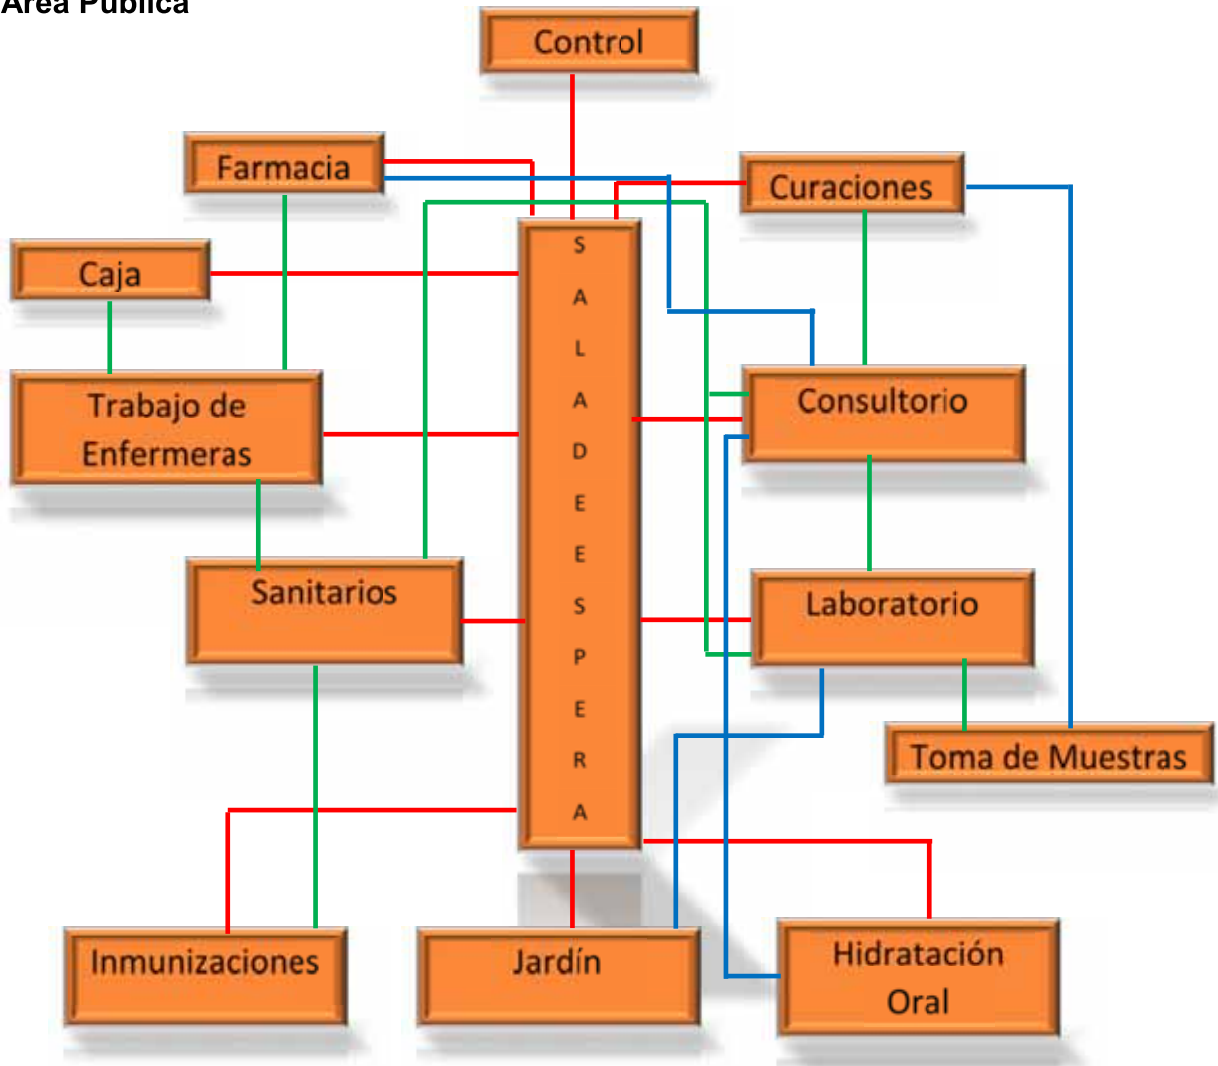 Área Pública
Control
Farmacia
Curaciones
Caja
S
A
L
A
D
E
E
S
P
E
R
A
Trabajo de
Enfermeras
Consultorio
Sanitarios
Laboratorio
Toma de Muestras
Inmunizaciones
Jardín
Hidratación
Oral